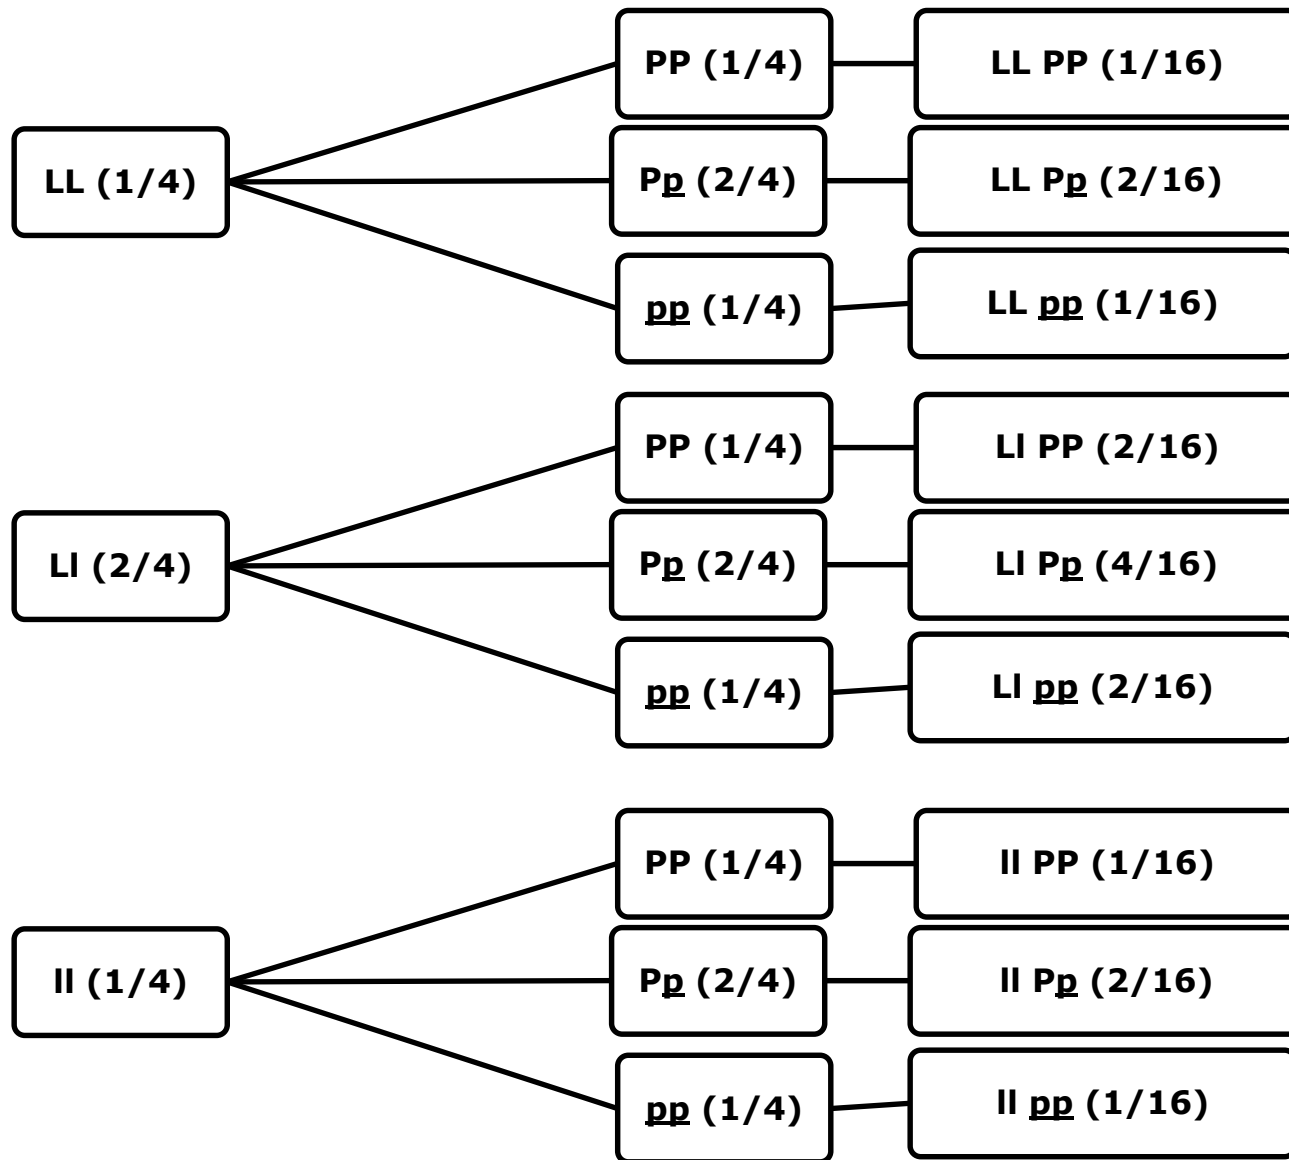 PP (1/4)
LL PP (1/16)
LL (1/4)
Pp (2/4)
LL Pp (2/16)
pp (1/4)
LL pp (1/16)
PP (1/4)
Ll PP (2/16)
Ll (2/4)
Pp (2/4)
Ll Pp (4/16)
pp (1/4)
Ll pp (2/16)
PP (1/4)
ll PP (1/16)
ll (1/4)
Pp (2/4)
ll Pp (2/16)
pp (1/4)
ll pp (1/16)